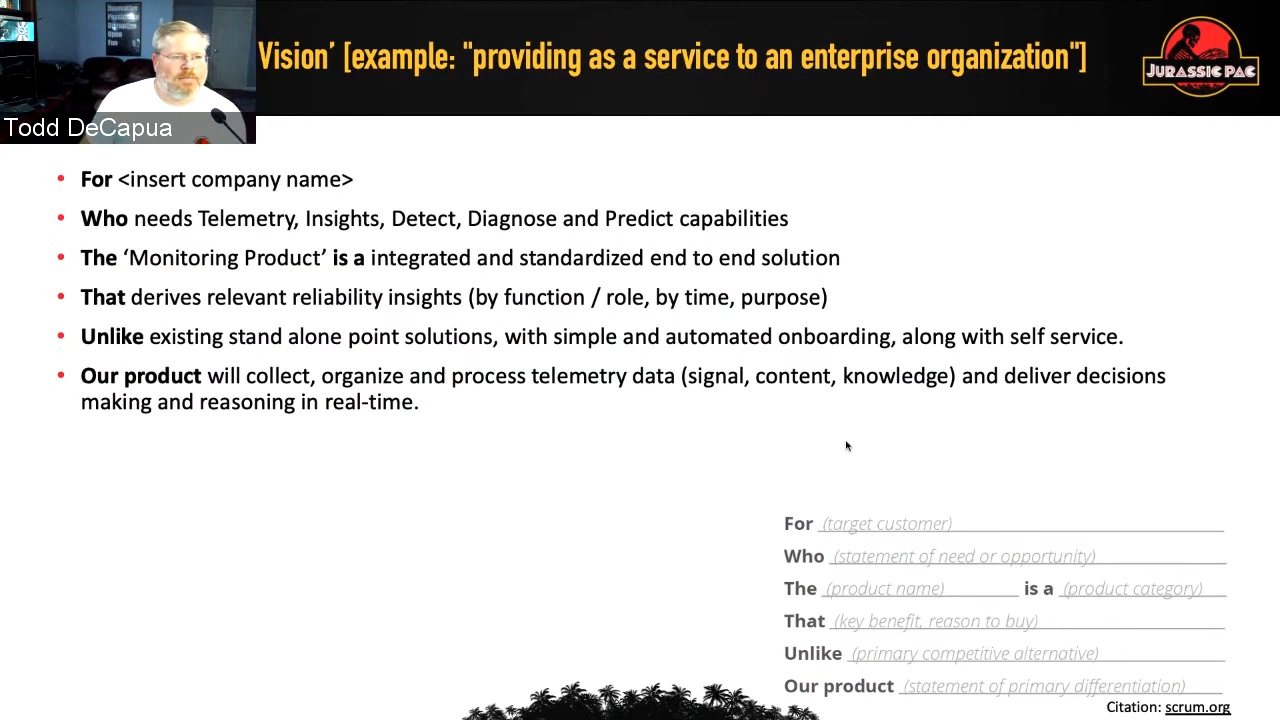 Innovative
Passionate
Disruptive
Open
Fun
Todd DeCapua
Vision’ [example: "providing as a service to an enterprise organization"]
JURASSIC PAC
• For <insert company name>
• Who needs Telemetry, Insights, Detect, Diagnose and Predict capabilities
• The ‘Monitoring Product’ is a integrated and standardized end to end solution
• That derives relevant reliability insights (by function / role, by time, purpose)
• Unlike existing stand alone point solutions, with simple and automated onboarding, along with self service.
• Our product will collect, organize and process telemetry data (signal, content, knowledge) and deliver decisions
making and reasoning in real-time.
For (target customer)
Who (statement of need or opportunity)
The (product name) is a (product category)
That (key benefit, reason to buy)
Unlike (primary competitive alternative)
Our product (statement of primary differentiation)
Citation: scrum.org